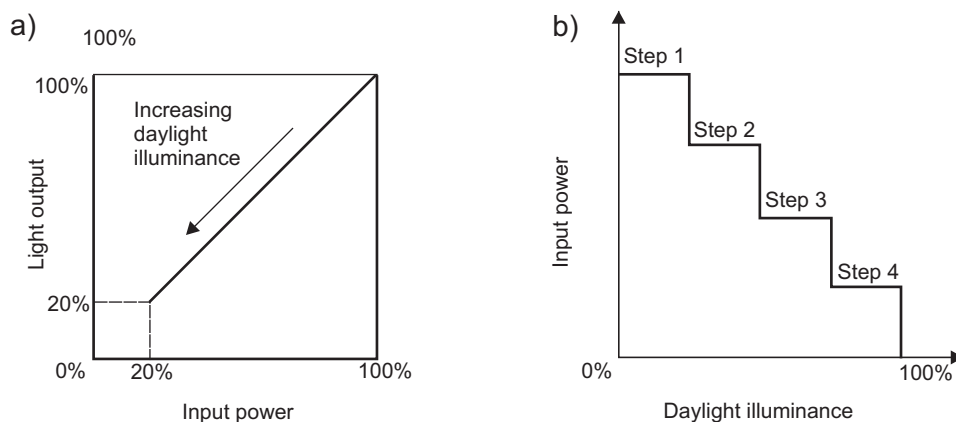 a)
100%
100%
Increasing
daylight
illuminance
Light output
20%
0%
20%
100%
Input power
b)
Step 1
Step 2
Step 3
Step 4
Input power
0%
100%
Daylight illuminance